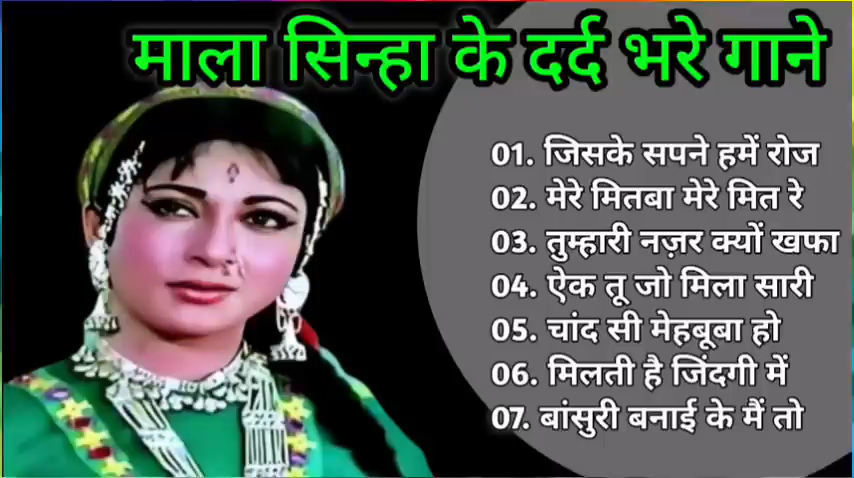 माला सिन्हा के दर्द भरे गाने
01. जिसके सपने हमें रोज
02. मेरे मितबा मेरे मित रे
03. तुम्हारी नज़र क्यों खफा
04. ऐक तू जो मिला सारी
05. चांद सी मेहबूबा हो
06. मिलती है जिंदगी में
07. बांसुरी बनाई के मैं तो